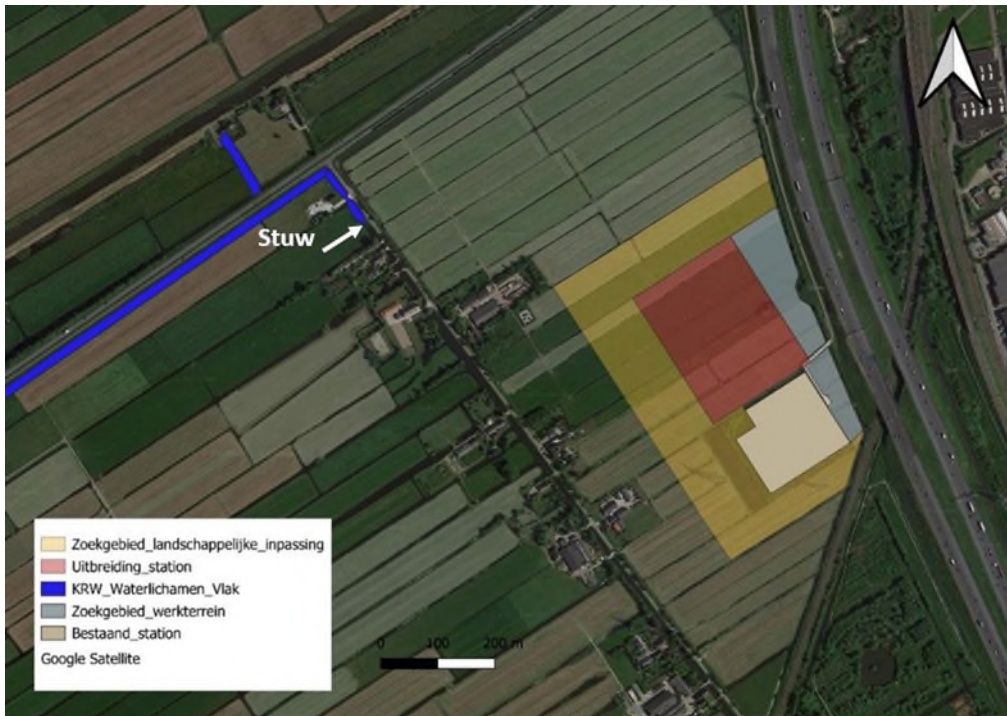 Stuw
Zoekgebied_landschappelijke_inpassing
Uitbreiding_station
KRW_Waterlichamen_Vlak
Zoekgebied_werkterrein
Bestaand_station
Google Satellite
0 100 200 m